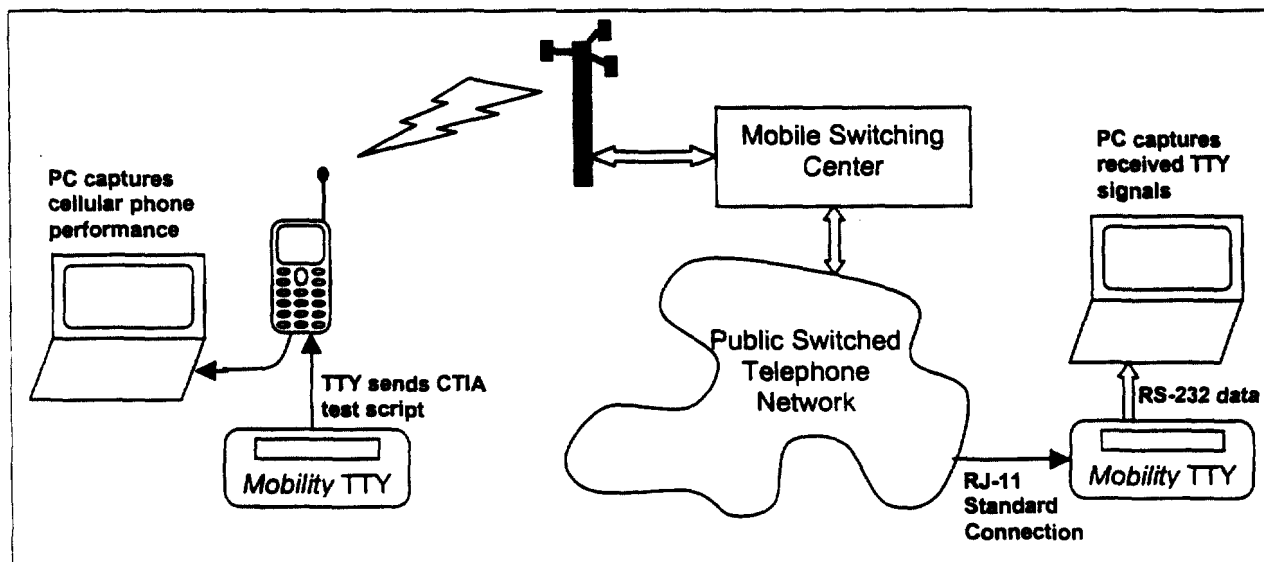 PC captures
cellular phone
performance
TTY sends CTIA
test script
Mobility TTY
Mobile Switching
Center
Public Switched
Telephone
Network
RJ-11
Standard
Connection
PC captures
received TTY
signals
RS-232 data
Mobility TTY